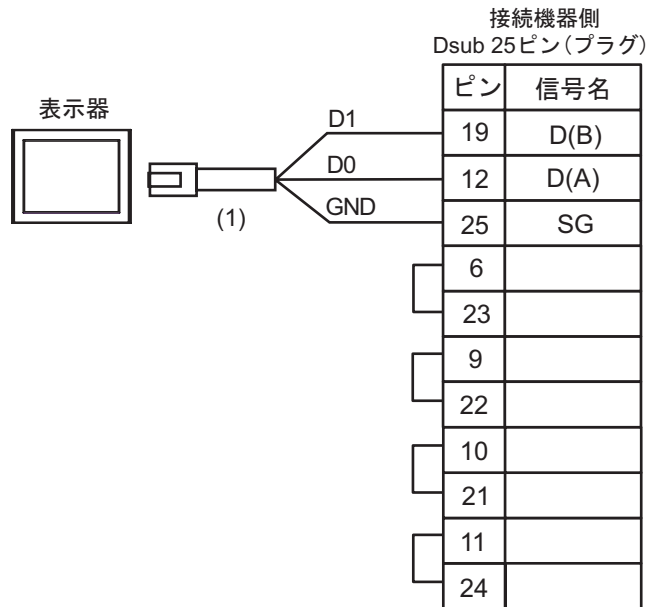 接続機器側
Dsub 25ピン(プラグ)
ピン 信号名
表示器
D1
19 D(B)
D0
12 D(A)
GND
25 SG
(1)
6
23
9
22
10
21
11
24